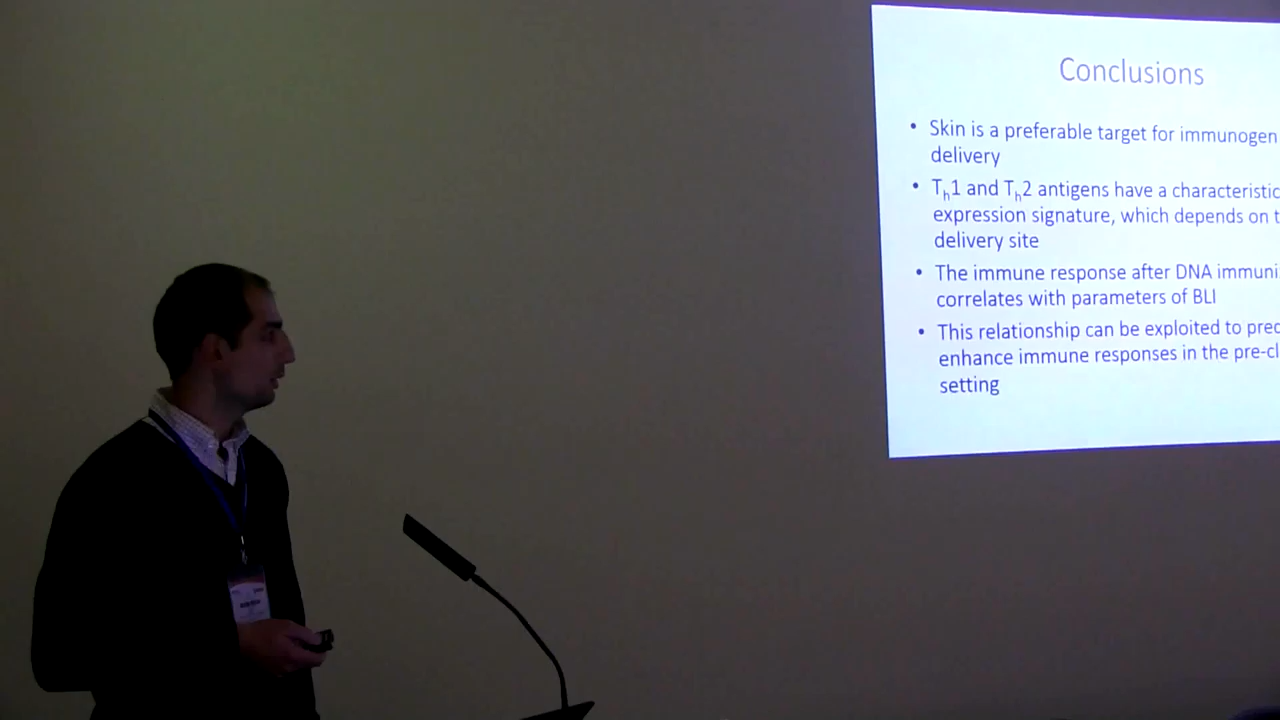 Conclusions
• Skin is a preferable target for immunogen
delivery
• Th1 and Th2 antigens have a characteristic
expression signature, which depends on t
delivery site
• The immune response after DNA immuni
correlates with parameters of BLI
• This relationship can be exploited to pred
enhance immune responses in the pre-cl
setting